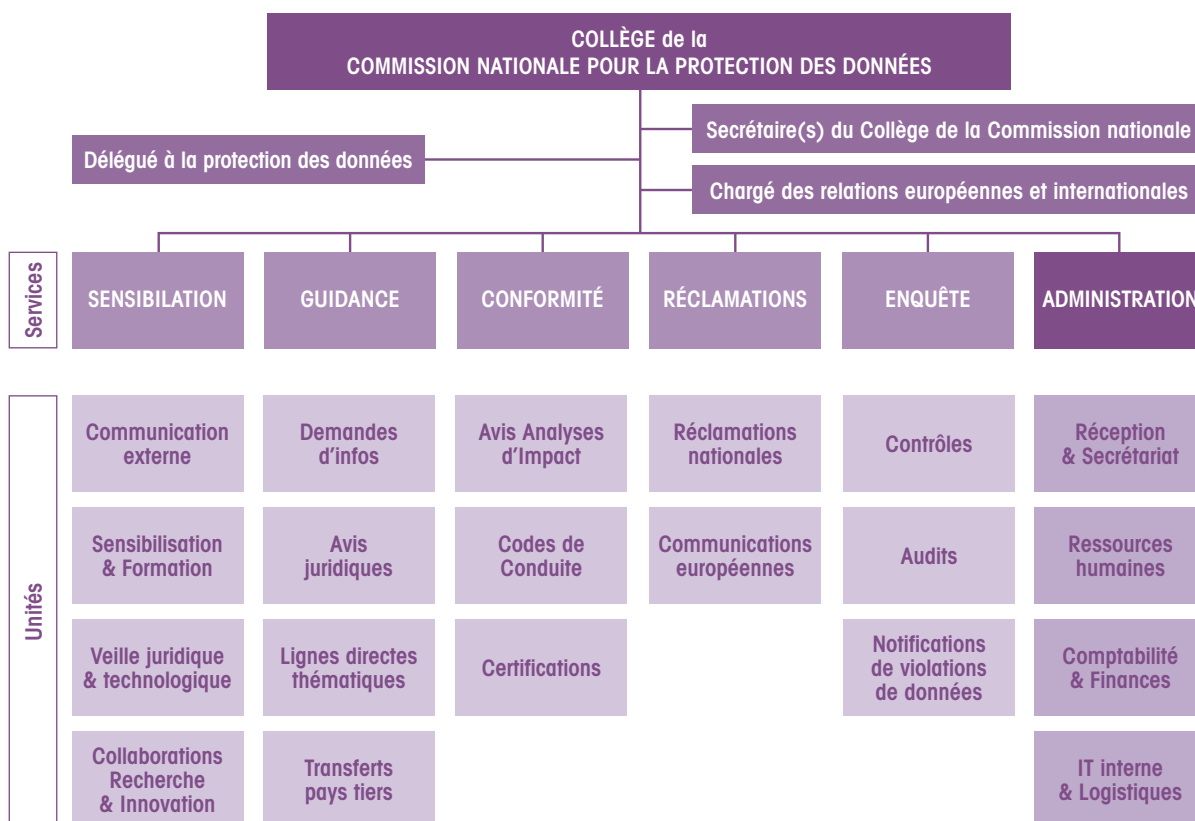 COLLÈGE de la
COMMISSION NATIONALE POUR LA PROTECTION DES DONNÉES
Secrétaire(s) du Collège de la Commission nationale
Délégué à la protection des données
Chargé des relations européennes et internationales
Services
SENSIBILATION
GUIDANCE
CONFORMITÉ
RÉCLAMATIONS
ENQUÊTE
ADMINISTRATION
Unités
Communication
externe
Demandes
d'infos
Avis Analyses
d'Impact
Réclamations
nationales
Contrôles
Réception
& Secrétariat
Sensibilisation
& Formation
Avis
juridiques
Codes de
Conduite
Communications
européennes
Audits
Ressources
humaines
Veille juridique
& technologique
Lignes directes
thématiques
Certifications
Notifications
de violations
de données
Comptabilité
& Finances
Collaborations
Recherche
& Innovation
Transferts
pays tiers
IT interne
& Logistiques